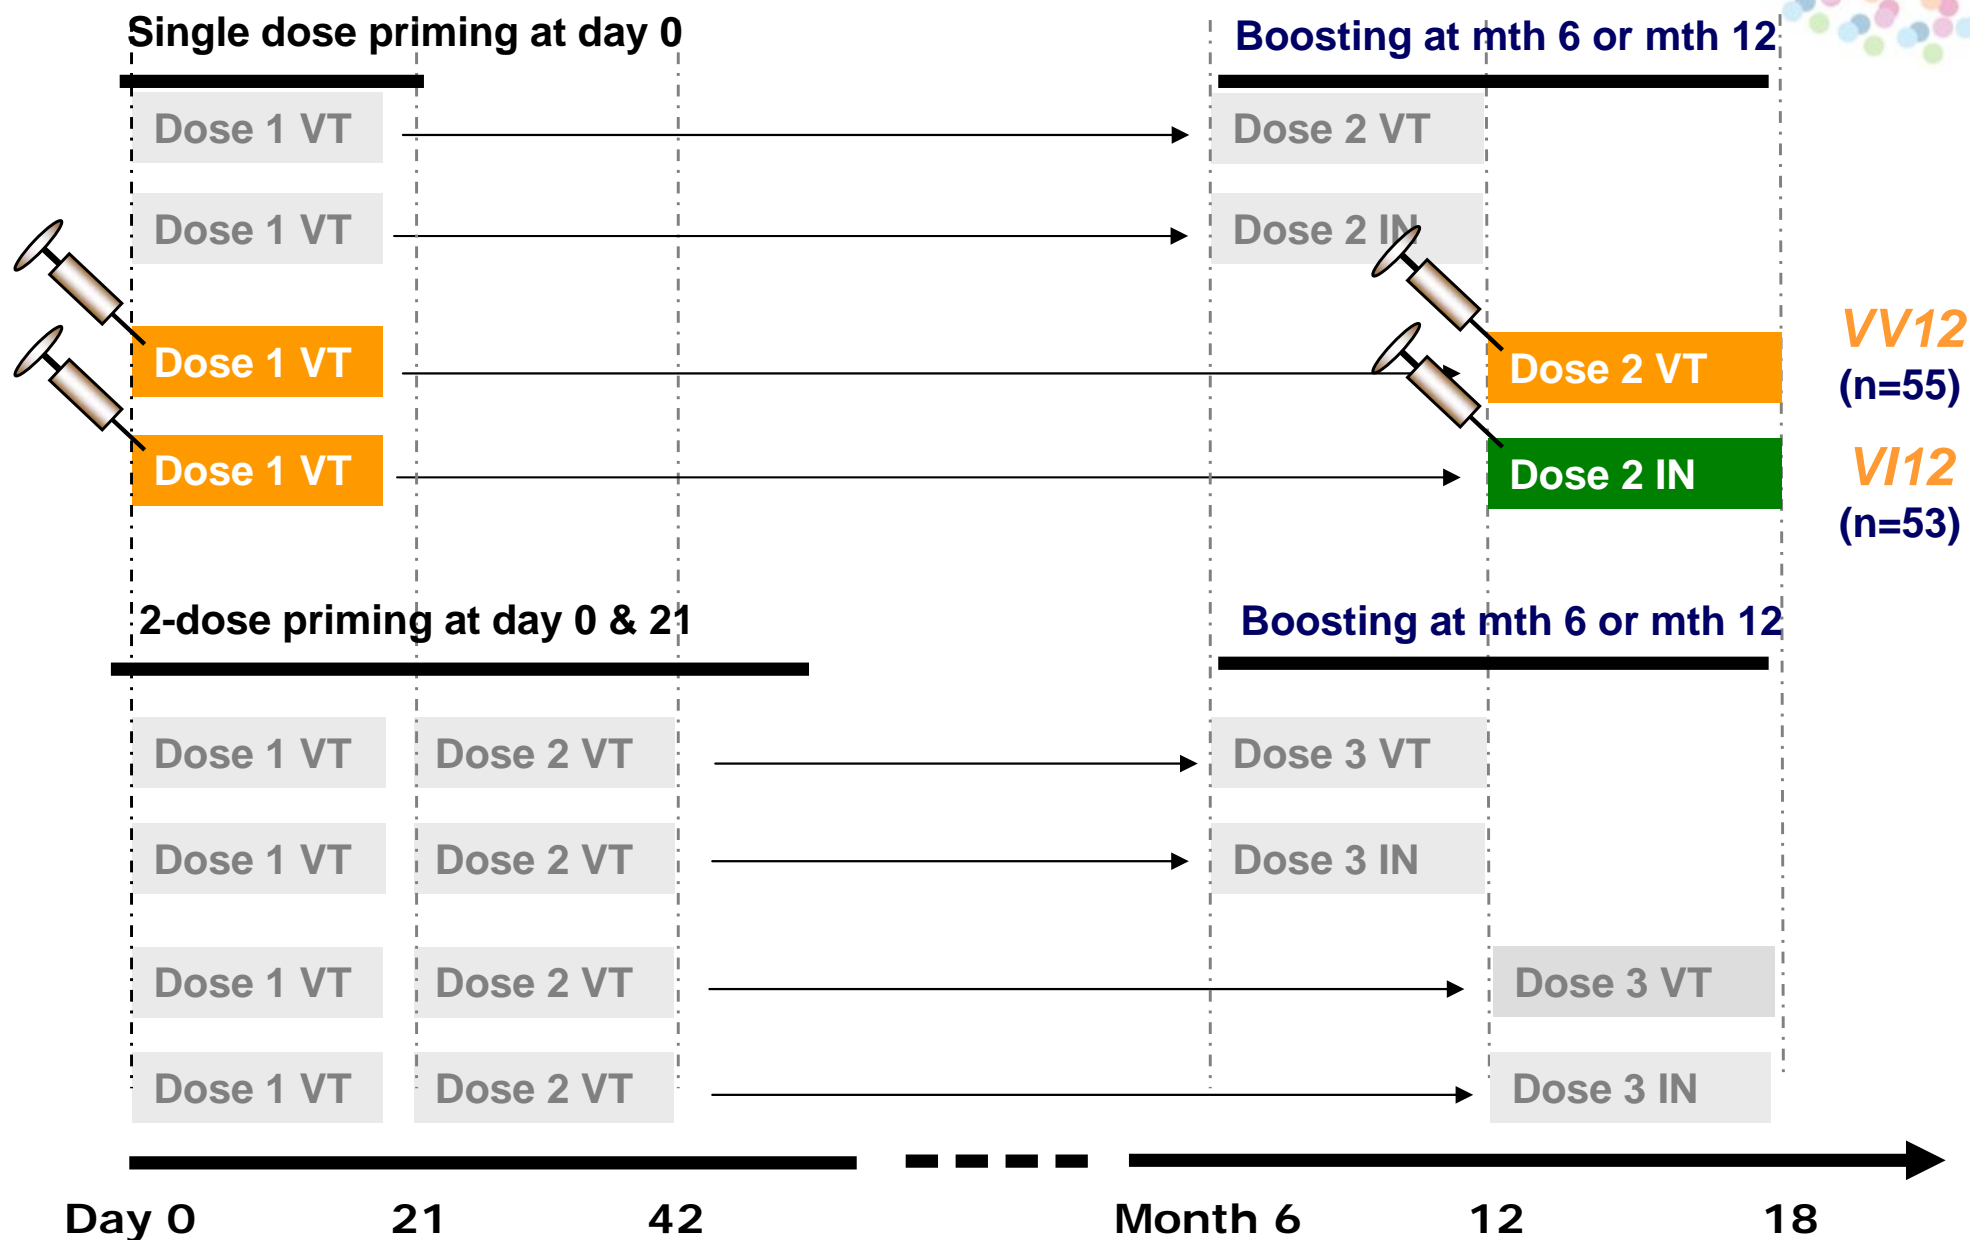 Single dose priming at day 0
Boosting at mth 6 or mth 12
Dose 1 VT
Dose 2 VT
Dose 1 VT
Dose 2 IN
Dose 1 VT
Dose 2 VT
VV12
(n=55)
Dose 1 VT
Dose 2 IN
VI12
(n=53)
2-dose priming at day 0 & 21
Boosting at mth 6 or mth 12
Dose 1 VT
Dose 2 VT
Dose 3 VT
Dose 1 VT
Dose 2 VT
Dose 3 IN
Dose 1 VT
Dose 2 VT
Dose 3 VT
Dose 1 VT
Dose 2 VT
Dose 3 IN
Day 0
21
42
Month 6
12
18